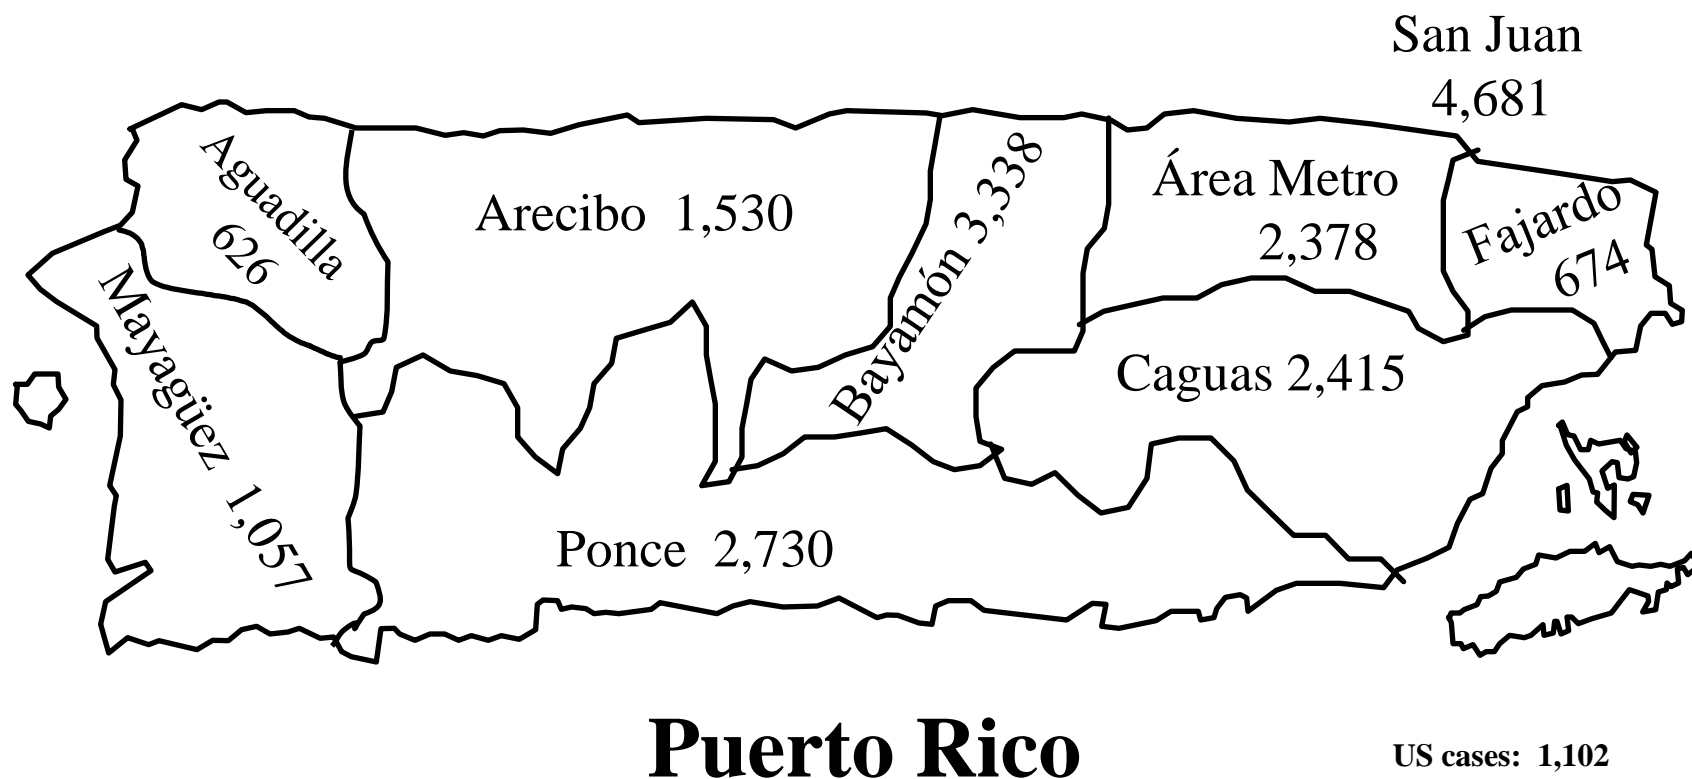 San Juan
4,681
Aguadilla
626
Arecibo 1,530
Bayamón 3,338
Área Metro
2,378
Fajardo
674
Mayagüez 1,057
Caguas 2,415
Ponce 2,730
Puerto Rico
US cases: 1,102